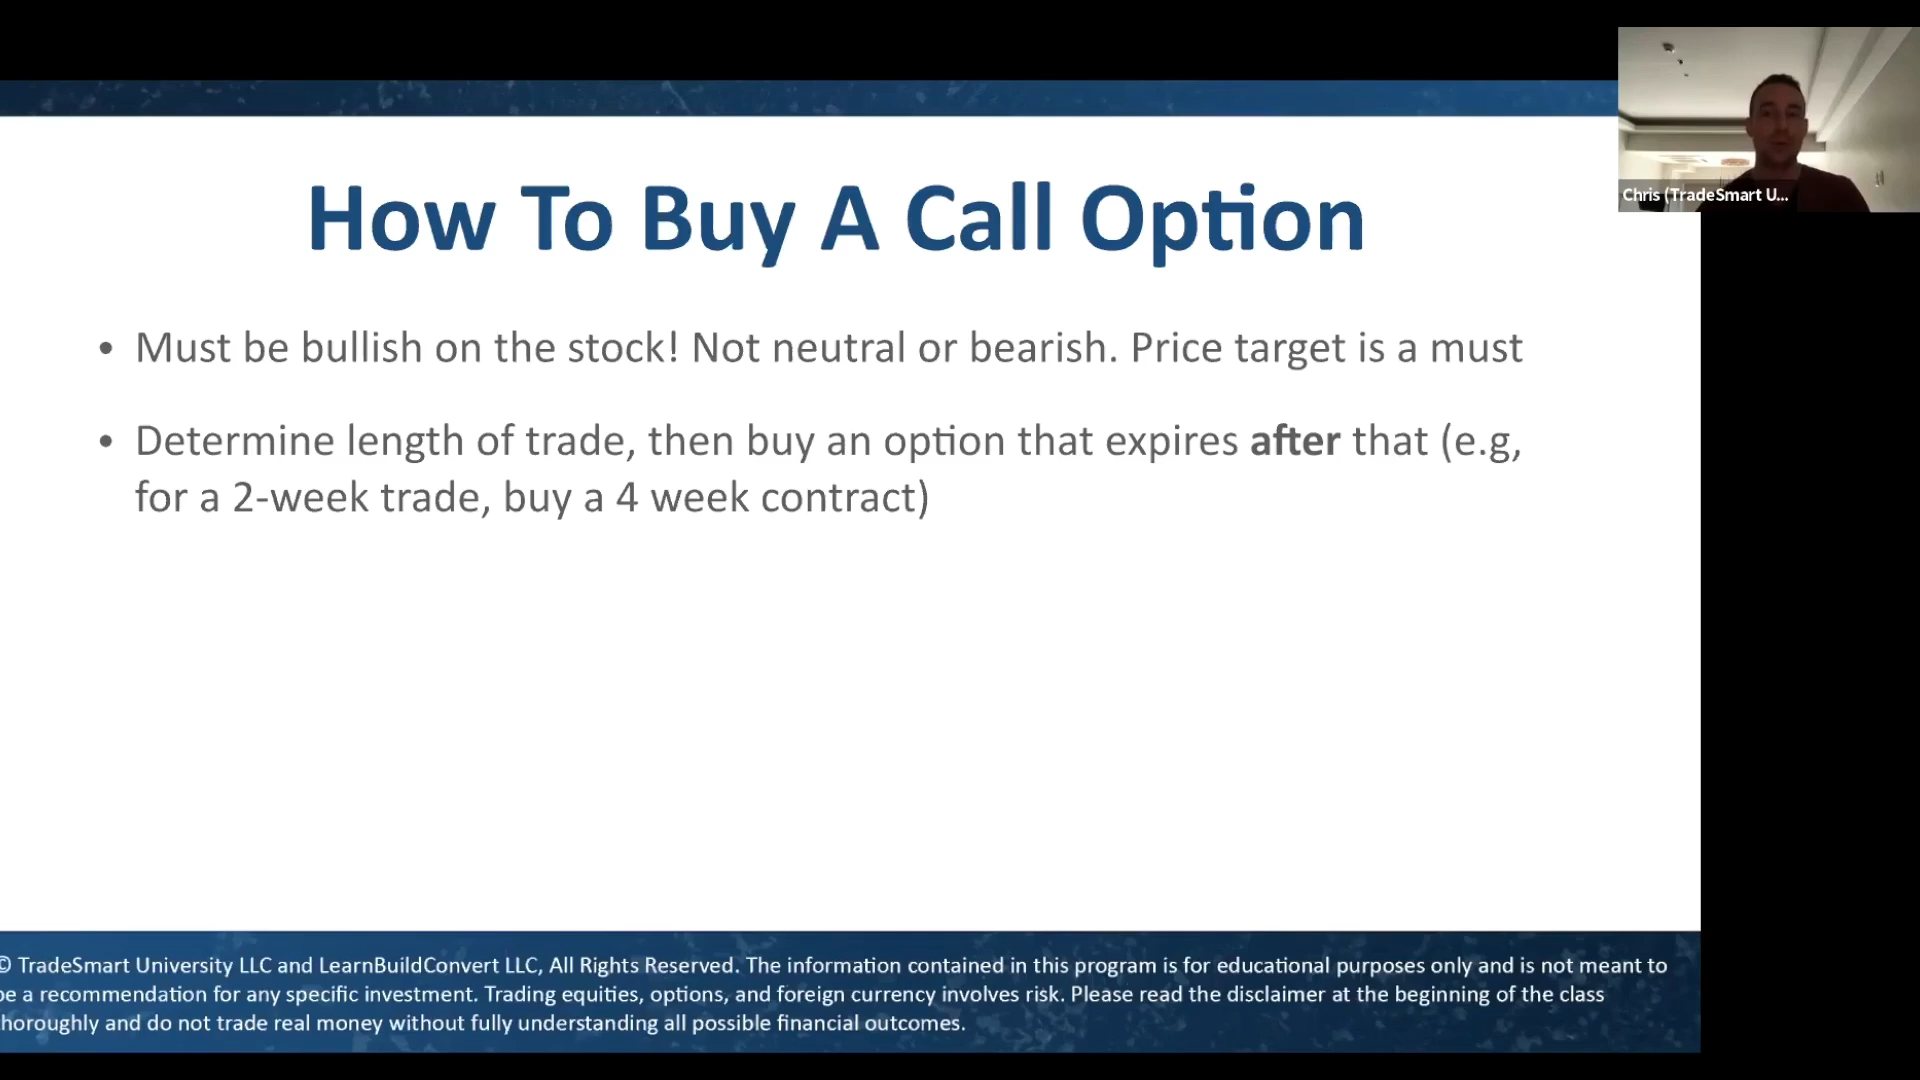 How To Buy A Call Option
• Must be bullish on the stock! Not neutral or bearish. Price target is a must
• Determine length of trade, then buy an option that expires after that (e.g,
for a 2-week trade, buy a 4 week contract)
Chris (TradeSmart U...
© TradeSmart University LLC and LearnBuildConvert LLC, All Rights Reserved. The information contained in this program is for educational purposes only and is not meant to
be a recommendation for any specific investment. Trading equities, options, and foreign currency involves risk. Please read the disclaimer at the beginning of the class
horoughly and do not trade real money without fully understanding all possible financial outcomes.